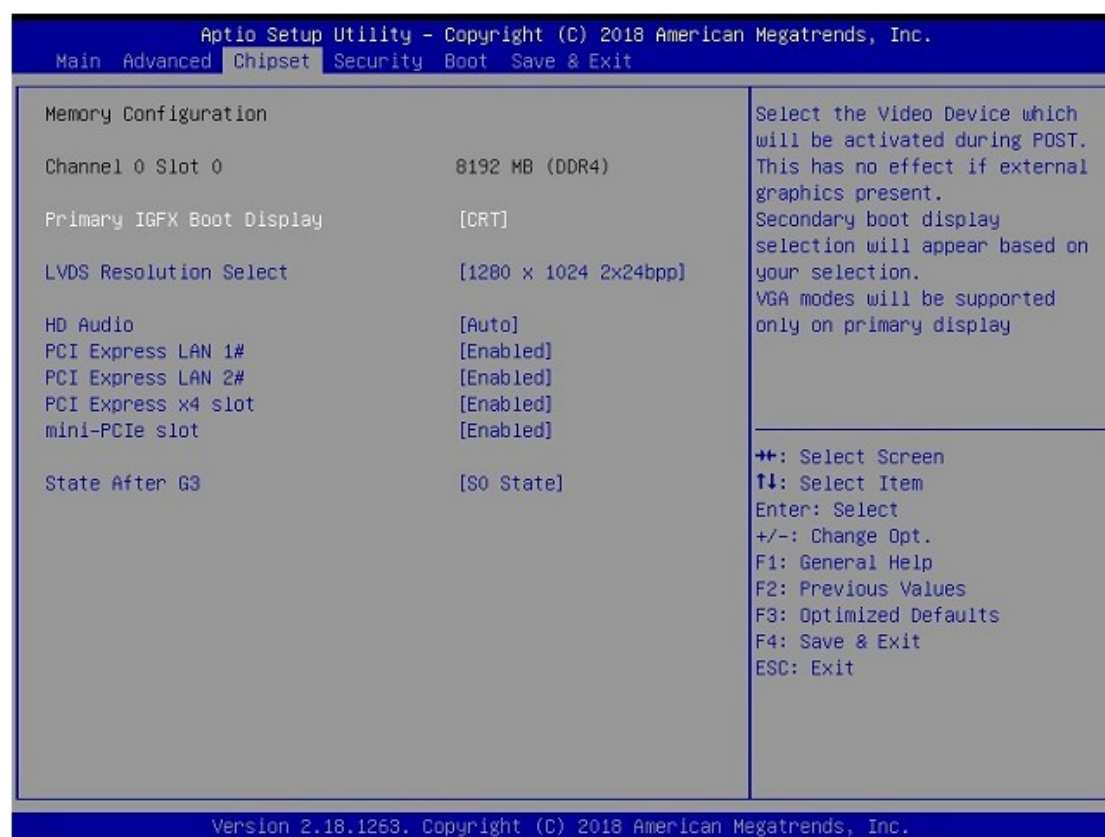 Aptio Setup Utility – Copyright (C) 2018 American Megatrends, Inc.
Main Advanced Chipset Security Boot Save & Exit
Memory Configuration
Channel 0 Slot 0 8192 MB (DDR4)
Primary IGFX Boot Display [CRT]
LVDS Resolution Select [1280 x 1024 2x24bpp]
HD Audio [Auto]
PCI Express LAN 1# [Enabled]
PCI Express LAN 2# [Enabled]
PCI Express x4 slot [Enabled]
mini-PCIe slot [Enabled]
State After G3 [S0 State]
Select the Video Device which
will be activated during POST.
This has no effect if external
graphics present.
Secondary boot display
selection will appear based on
your selection.
VGA modes will be supported
only on primary display
→←: Select Screen
↑↓: Select Item
Enter: Select
+/-: Change Opt.
F1: General Help
F2: Previous Values
F3: Optimized Defaults
F4: Save & Exit
ESC: Exit
Version 2.18.1263. Copyright (C) 2018 American Megatrends, Inc.